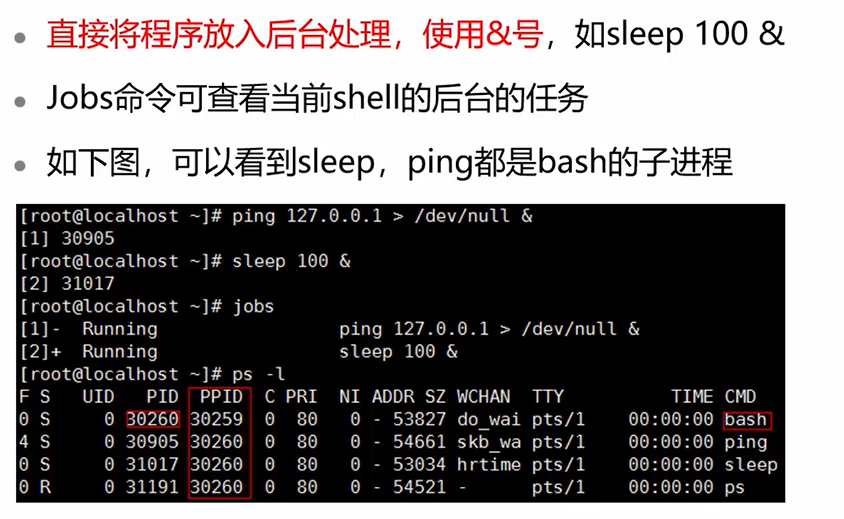 直接将程序放入后台处理，使用&号，如sleep 100 &
Jobs命令可查看当前shell的后台的任务
如下图，可以看到sleep，ping都是bash的子进程
[root@localhost ~]# ping 127.0.0.1 > /dev/null &
[1] 30905
[root@localhost ~]# sleep 100 &
[2] 31017
[root@localhost ~]# jobs
[1]-  Running                 ping 127.0.0.1 > /dev/null &
[2]+  Running                 sleep 100 &
[root@localhost ~]# ps -l
F S   UID   PID  PPID  C PRI  NI ADDR SZ WCHAN  TTY          TIME CMD
0 S     0 30260 30259  0  80   0 - 53827 do_wai pts/1    00:00:00 bash
4 S     0 30905 30260  0  80   0 - 54661 skb_wa pts/1    00:00:00 ping
0 S     0 31017 30260  0  80   0 - 53034 hrtime pts/1    00:00:00 sleep
0 R     0 31191 30260  0  80   0 - 54521 -      pts/1    00:00:00 ps